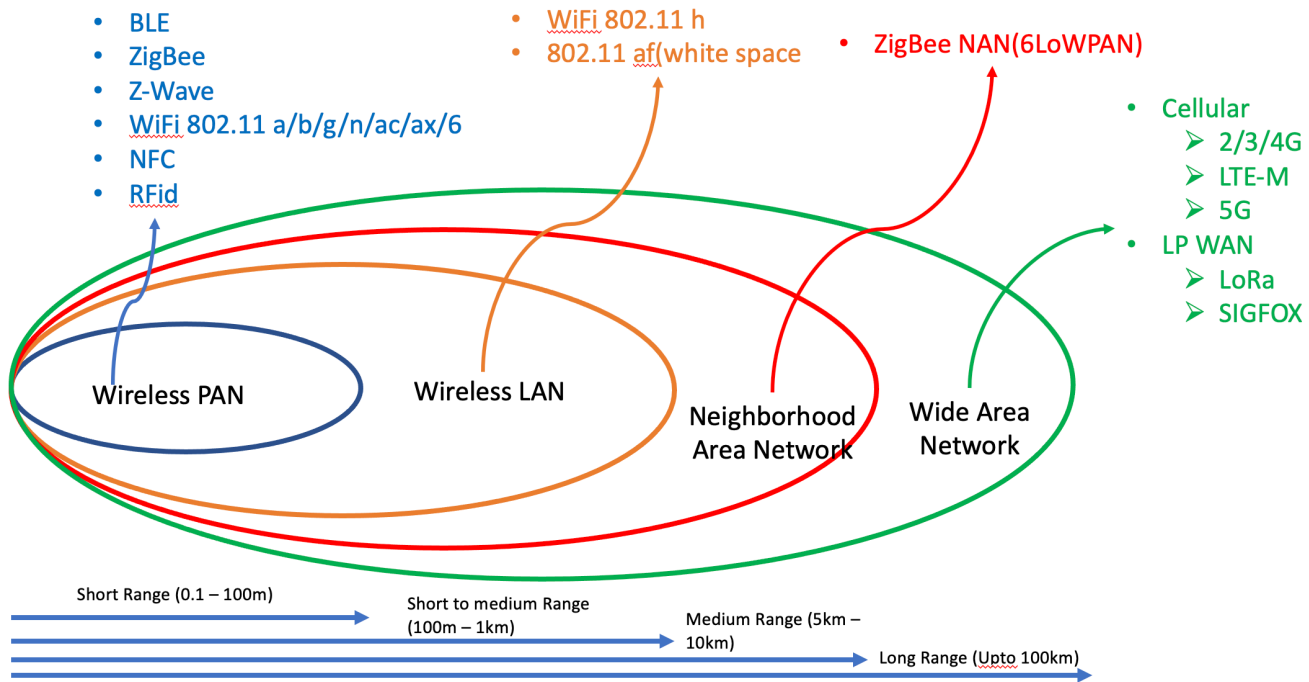 • BLE
• ZigBee
• Z-Wave
• WiFi 802.11 a/b/g/n/ac/ax/6
• NFC
• RFid
• WiFi 802.11 h
• 802.11 af(white space
• ZigBee NAN(6LoWPAN)
• Cellular
➢ 2/3/4G
➢ LTE-M
➢ 5G
• LP WAN
➢ LoRa
➢ SIGFOX
Wireless PAN
Wireless LAN
Neighborhood
Area Network
Wide Area
Network
Short Range (0.1 – 100m)
Short to medium Range
(100m – 1km)
Medium Range (5km –
10km)
Long Range (Upto 100km)